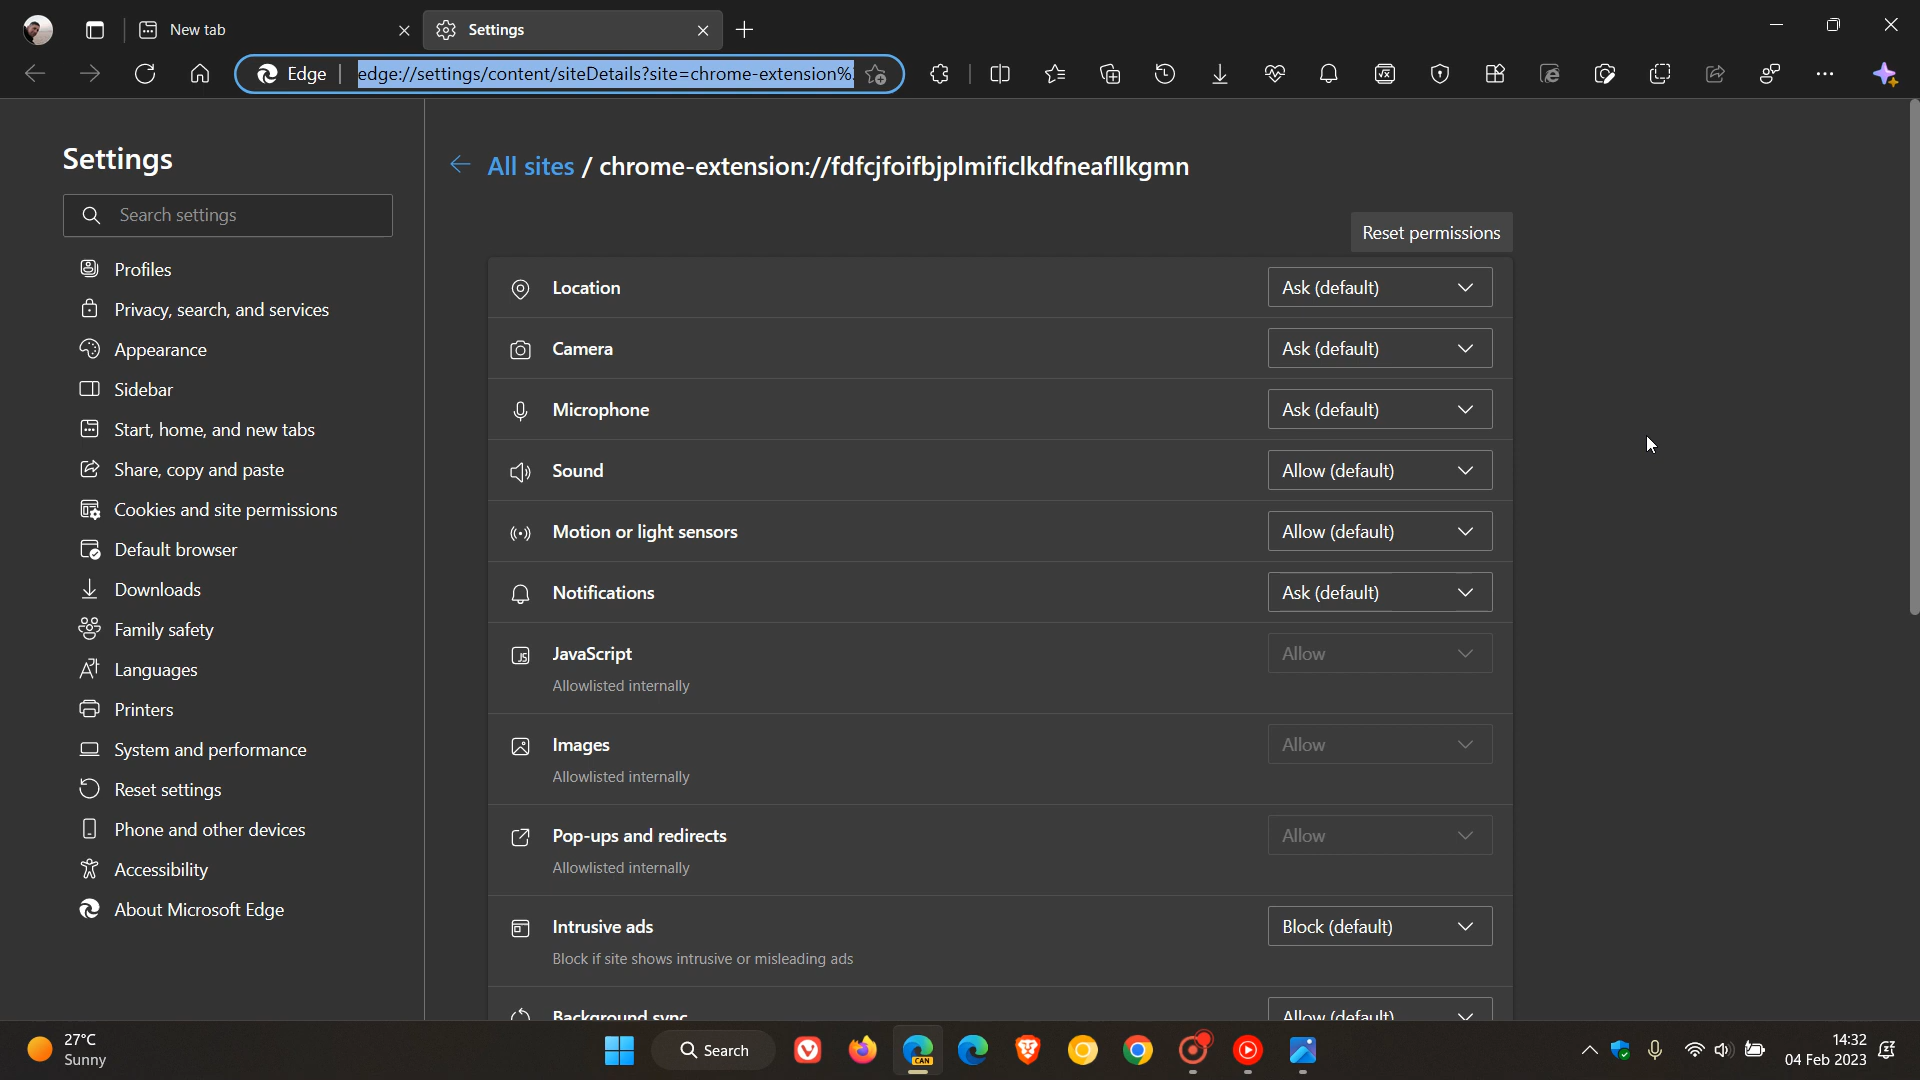 New tab
Settings
Edge
edge://settings/content/siteDetails?site=chrome-extension%
Settings
Search settings
Profiles
Privacy, search, and services
Appearance
Sidebar
Start, home, and new tabs
Share, copy and paste
Cookies and site permissions
Default browser
Downloads
Family safety
Languages
Printers
System and performance
Reset settings
Phone and other devices
Accessibility
About Microsoft Edge
All sites / chrome-extension://fdfcjfoifbjplmificlkdfneafllkgmn
Reset permissions
Location
Ask (default)
Camera
Ask (default)
Microphone
Ask (default)
Sound
Allow (default)
Motion or light sensors
Allow (default)
Notifications
Ask (default)
JavaScript
Allow
Allowlisted internally
Images
Allow
Allowlisted internally
Pop-ups and redirects
Allow
Allowlisted internally
Intrusive ads
Block (default)
Block if site shows intrusive or misleading ads
Background sync
Allow (default)
27°C
Sunny
Search
CAN
14:32
04 Feb 2023